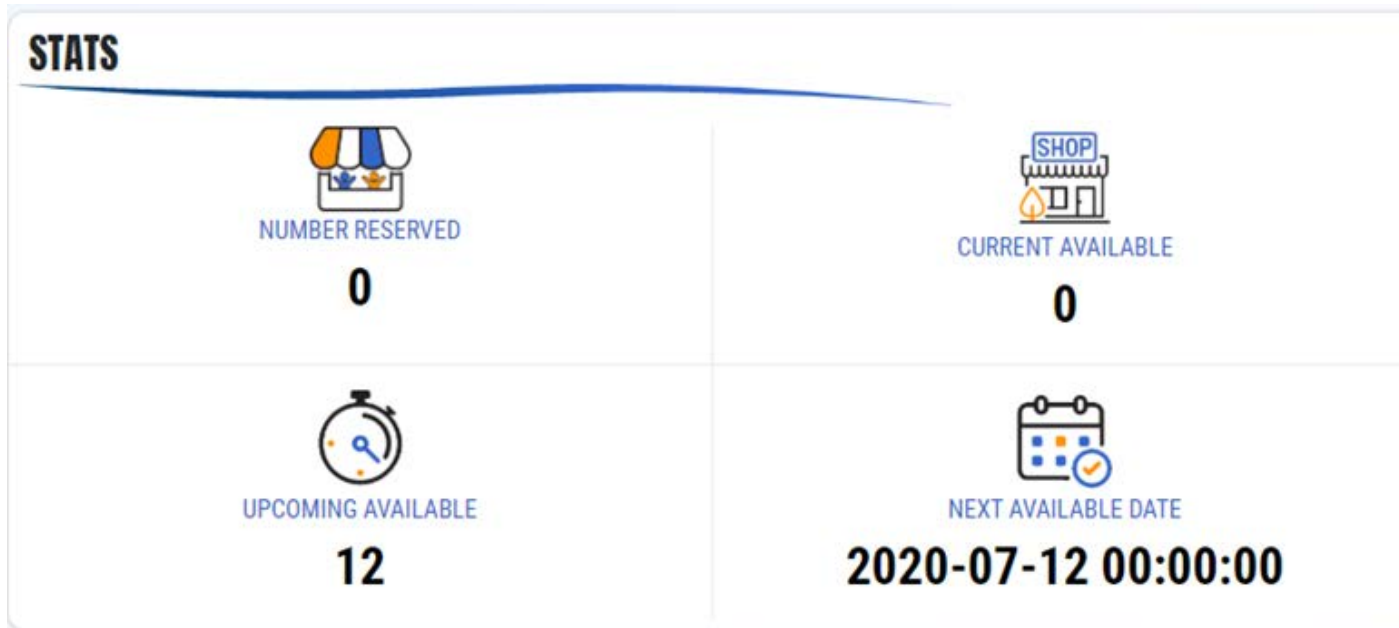 STATS
NUMBER RESERVED
0
SHOP
CURRENT AVAILABLE
0
UPCOMING AVAILABLE
12
NEXT AVAILABLE DATE
2020-07-12 00:00:00